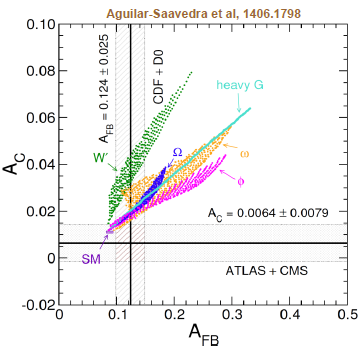 Aguilar-Saavedra et al, 1406.1798
0.10
0.08
0.06
0.04
0.02
0
-0.02
A_C
A_FB = 0.124 ± 0.025
CDF + D0
heavy G
W'
Ω
ω
ϕ
A_C = 0.0064 ± 0.0079
SM
ATLAS + CMS
0 0.1 0.2 0.3 0.4 0.5
A_FB